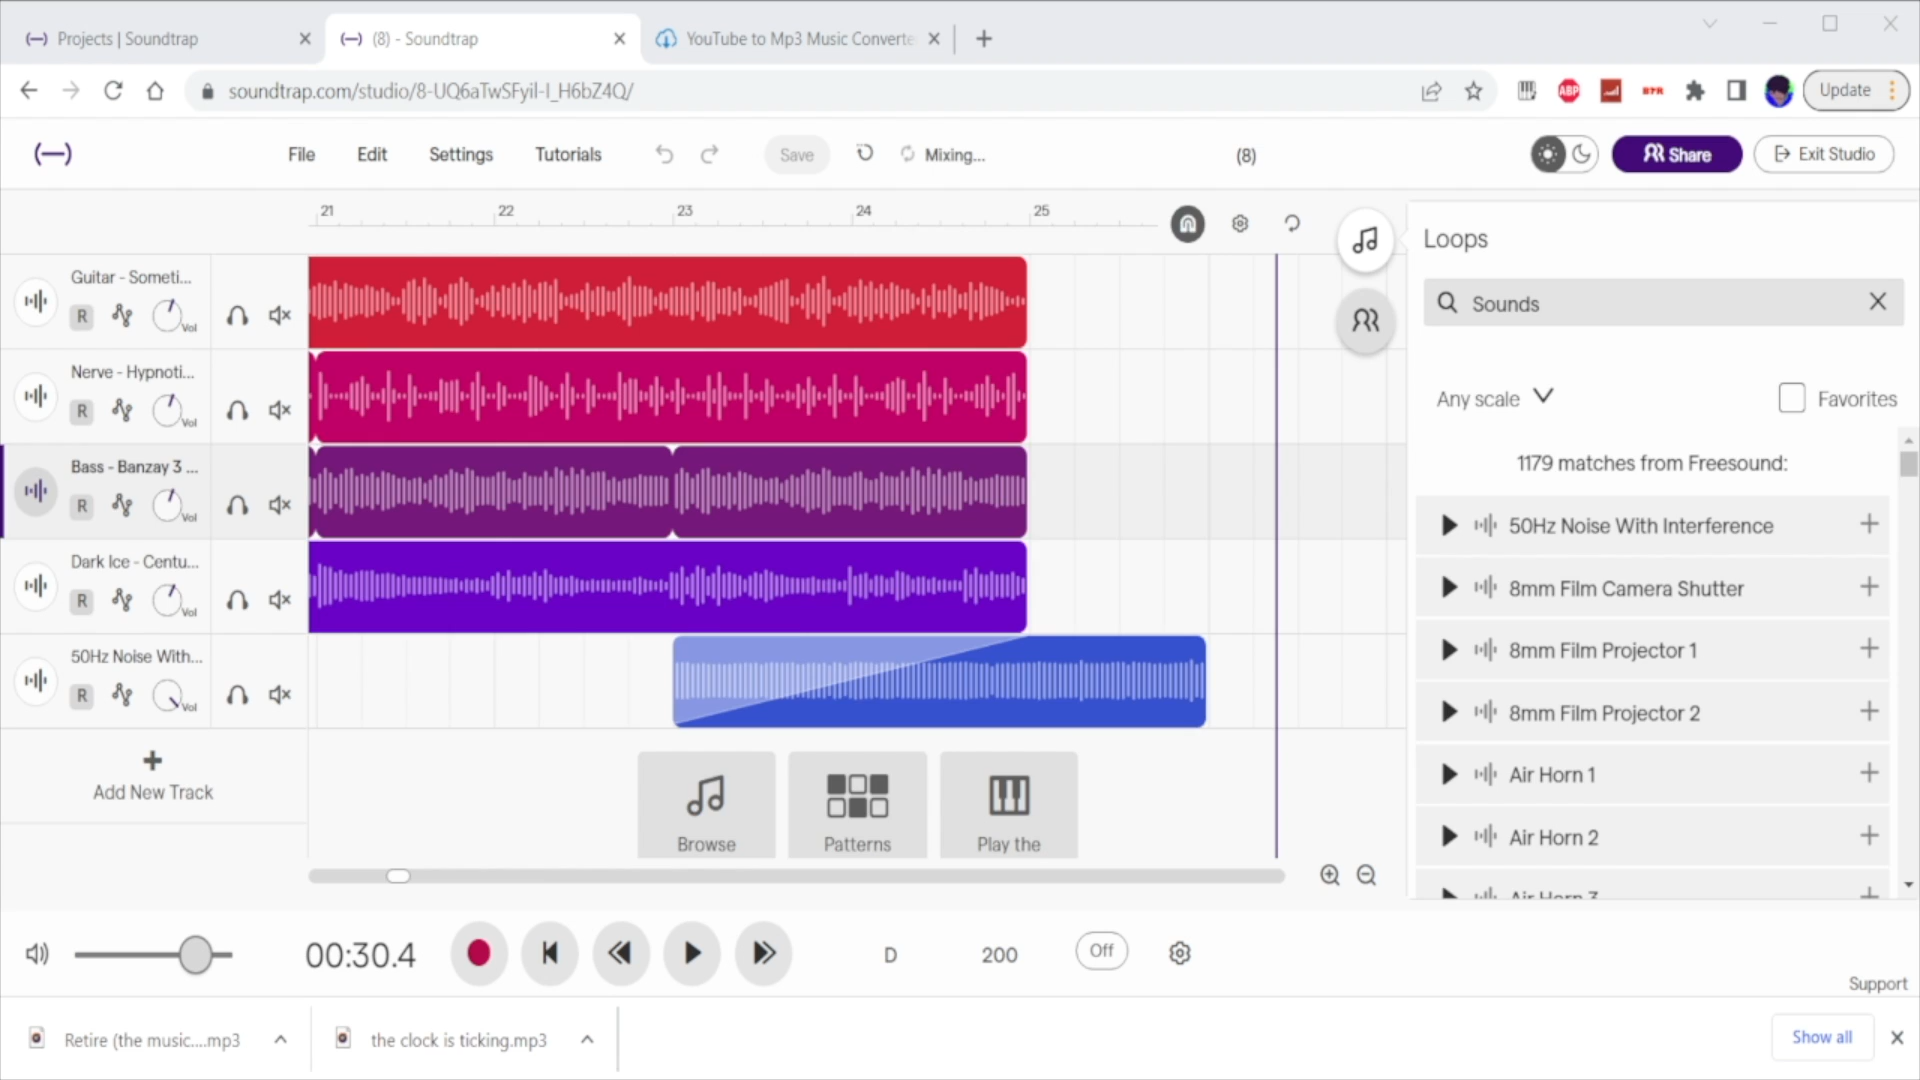 Projects | Soundtrap
(8) - Soundtrap
YouTube to Mp3 Music Converte
soundtrap.com/studio/8-UQ6aTwSFyil-I_H6bZ4Q/
ABP
Update
File Edit Settings Tutorials Save Mixing... (8) Share Exit Studio
21 22 23 24 25
Guitar - Someti...
R Vol
Nerve - Hypnoti...
R Vol
Bass - Banzay 3 ...
R Vol
Dark Ice - Centu...
R Vol
50Hz Noise With...
R Vol
Add New Track
Browse
Patterns
Play the
Loops
Sounds
Any scale
Favorites
1179 matches from Freesound:
50Hz Noise With Interference
8mm Film Camera Shutter
8mm Film Projector 1
8mm Film Projector 2
Air Horn 1
Air Horn 2
Air Horn 3
00:30.4 D 200 Off
Support
Retire (the music....mp3
the clock is ticking.mp3
Show all